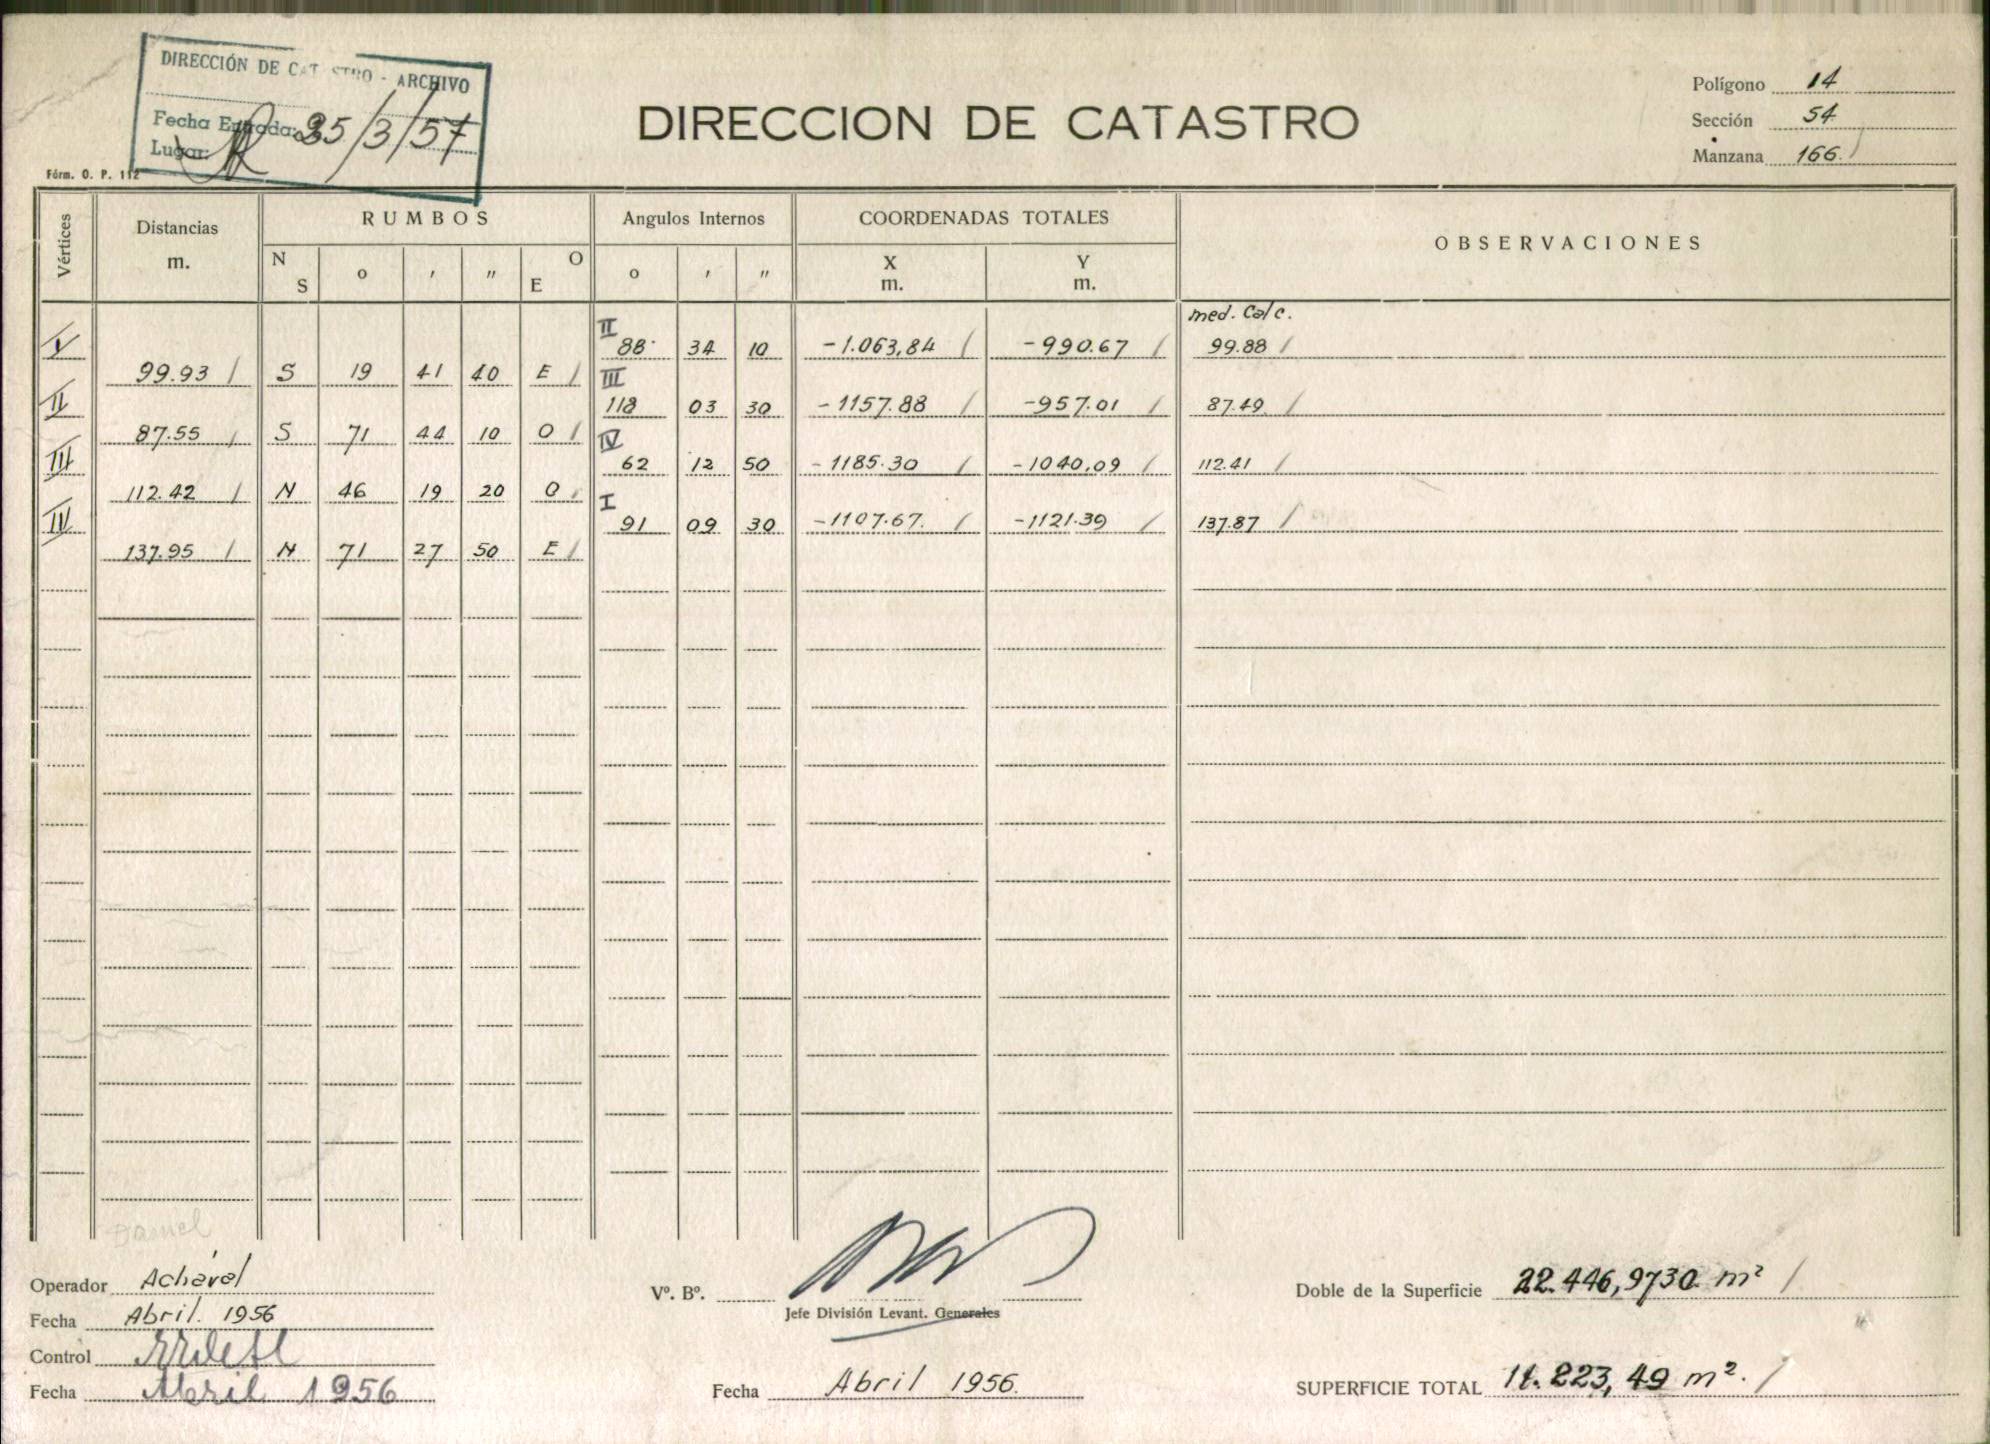 DIRECCIÓN DE CATASTRO - ARCHIVO
Fecha Entrada: 25/3/57
Lugar:
Fórm. O. P. 112
DIRECCION DE CATASTRO
Polígono 14
Sección 54
Manzana 166
Vértices Distancias m. RUMBOS Angulos Internos COORDENADAS TOTALES OBSERVACIONES
N S o ' " O E o ' " X m. Y m.
med. Calc.
II
88 34 10 -1.063,84 -990.67 99.88
99.93 S 19 41 40 E
III
II 118 03 30 -1157.88 -957.01 87.49
87.55 S 71 44 10 O
IV
III 62 12 50 -1185.30 -1040,09 112.41
112.42 N 46 19 20 O
I
IV 91 09 30 -1107.67. -1121.39 137.87
137.95 N 71 27 50 E
Daniel
Operador Achával
Fecha Abril. 1956
Control
Fecha Abril 1956
Vº. Bº.
Jefe División Levant. Generales
Fecha Abril 1956.
Doble de la Superficie 22.446,9730 m²
SUPERFICIE TOTAL 11.223,49 m².